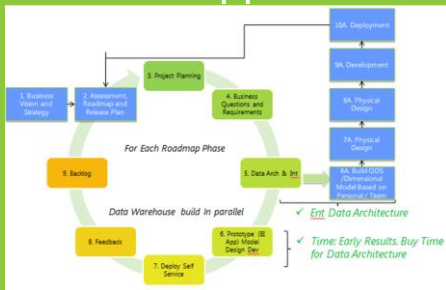 10A. Deployment
9A. Development
8A. Physical
Design
7A. Physical
Design
6A. Build ODS
/Dimensional
Model Based on
Personal / Team
1. Business
Vision and
Strategy
2. Assessment,
Roadmap and
Release Plan
3. Project Planning
4. Business
Questions and
Requirements
For Each Roadmap Phase
9. Backlog
5. Data Arch & Int
Data Warehouse build In parallel
✓ Ent Data Architecture
8. Feedback
6. Prototype (BI
App) Model
Design Dev
✓ Time: Early Results. Buy Time
for Data Architecture
7. Deploy Self
Service